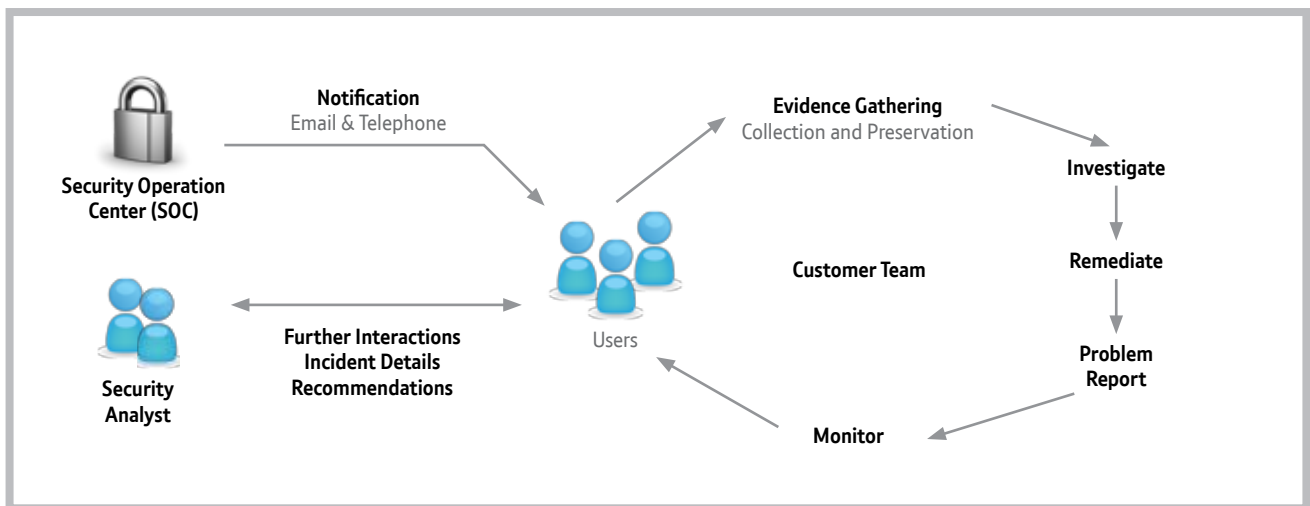 Notification
Email & Telephone
Security Operation
Center (SOC)
Evidence Gathering
Collection and Preservation
Investigate
Remediate
Problem
Report
Monitor
Customer Team
Users
Further Interactions
Incident Details
Recommendations
Security
Analyst